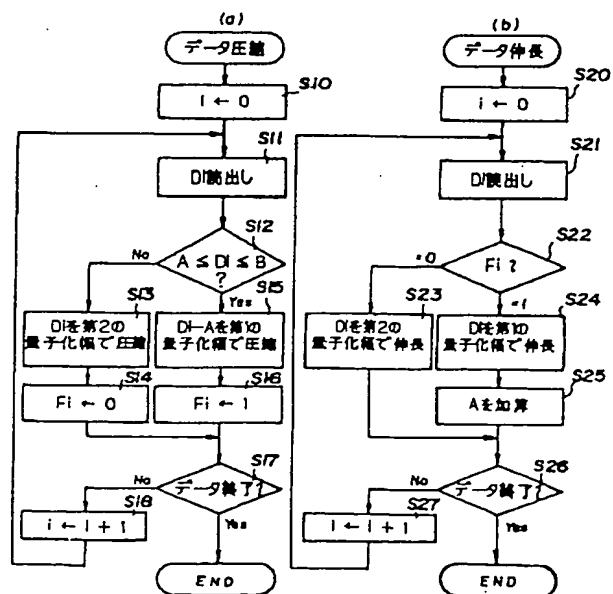 (a)
データ圧縮
S10
i ← 0
S11
Di読出し
S12
A ≤ Di ≤ B
?
No
Yes
S13
Diを第2の
量子化幅で圧縮
S15
Di−Aを第1の
量子化幅で圧縮
S14
Fi ← 0
S16
Fi ← 1
S17
データ終了?
No
Yes
S18
i ← i + 1
END
(b)
データ伸長
S20
i ← 0
S21
Di読出し
S22
Fi?
=0
=1
S23
Diを第2の
量子化幅で伸長
S24
Diを第1の
量子化幅で伸長
S25
Aを加算
S26
データ終了?
No
Yes
S27
i ← i + 1
END